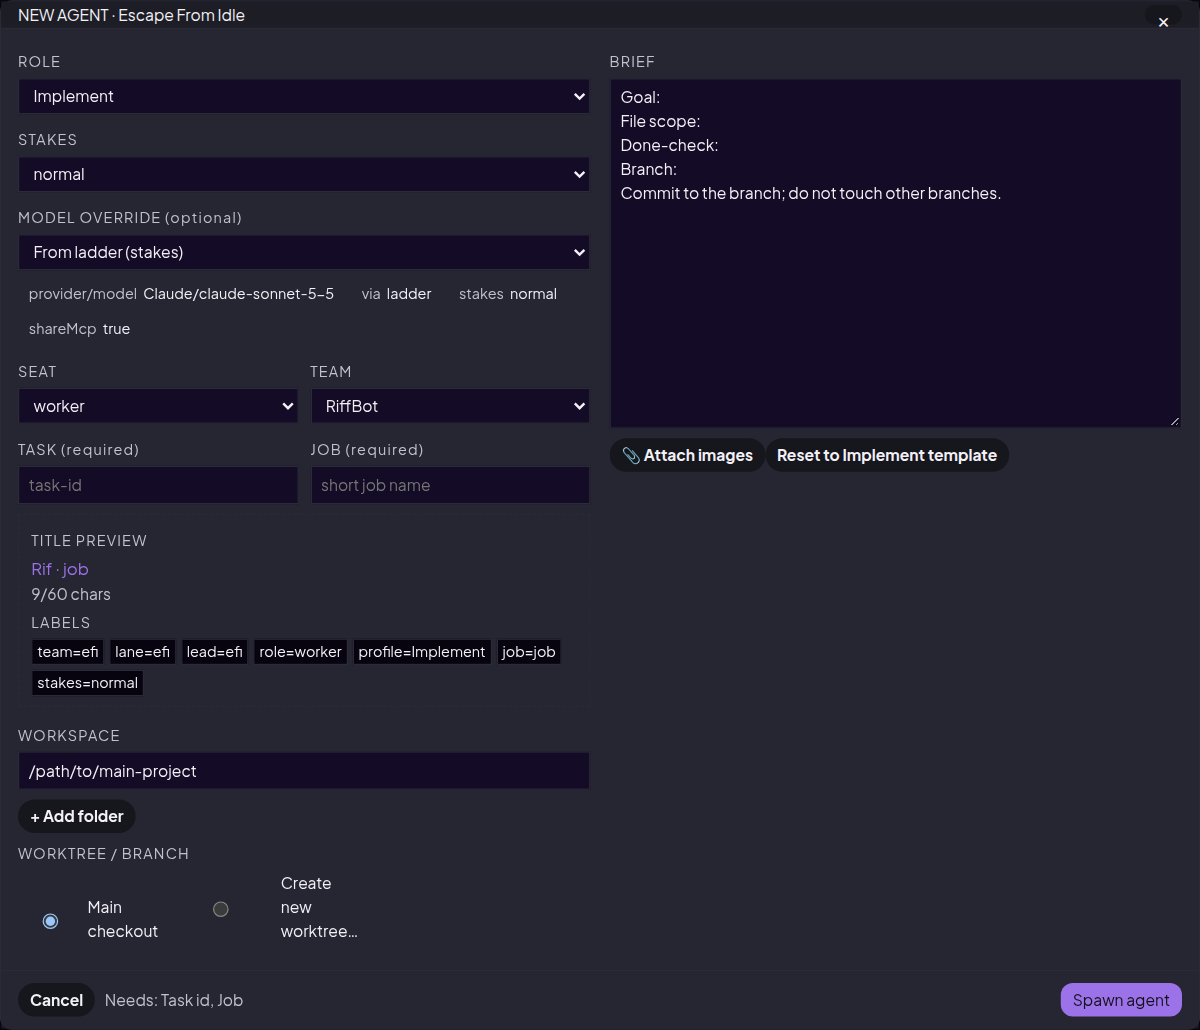 NEW AGENT · Escape From Idle
×
ROLE
Implement
STAKES
normal
MODEL OVERRIDE (optional)
From ladder (stakes)
provider/model Claude/claude-sonnet-5-5 via ladder stakes normal
shareMcp true
SEAT
worker
TEAM
RiffBot
TASK (required)
task-id
JOB (required)
short job name
TITLE PREVIEW
Rif · job
9/60 chars
LABELS
team=efi lane=efi lead=efi role=worker profile=Implement job=job
stakes=normal
WORKSPACE
/path/to/main-project
+ Add folder
WORKTREE / BRANCH
Main
checkout
Create
new
worktree…
BRIEF
Goal:
File scope:
Done-check:
Branch:
Commit to the branch; do not touch other branches.
📎 Attach images
Reset to Implement template
Cancel
Needs: Task id, Job
Spawn agent